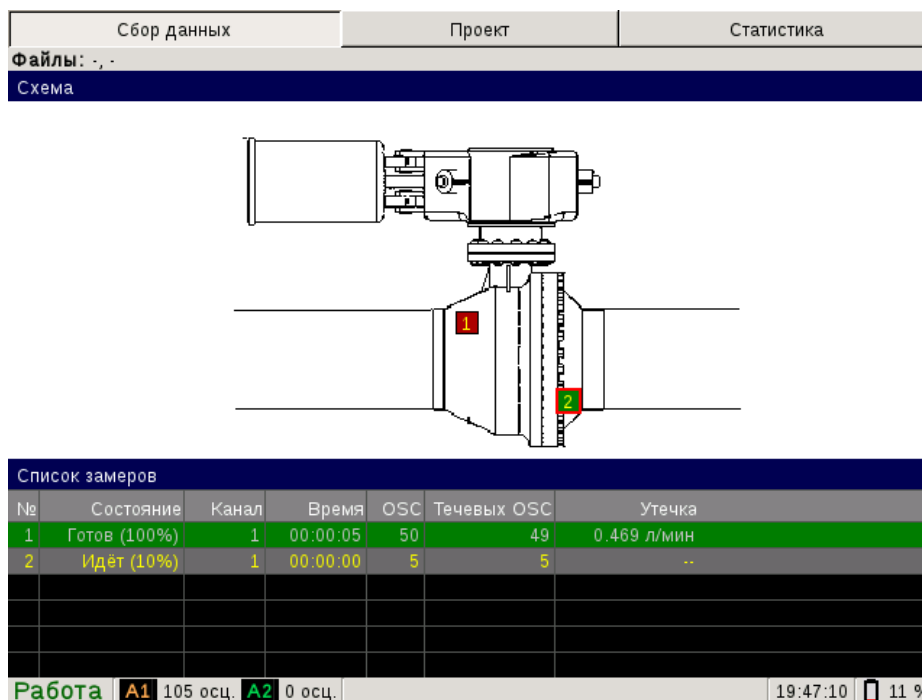 Сбор данных Проект Статистика
Файлы: -, -
Схема
1
2
Список замеров
№ Состояние Канал Время OSC Течевых OSC Утечка
1 Готов (100%) 1 00:00:05 50 49 0.469 л/мин
2 Идёт (10%) 1 00:00:00 5 5 --
Работа A1 105 осц. A2 0 осц. 19:47:10 11 %